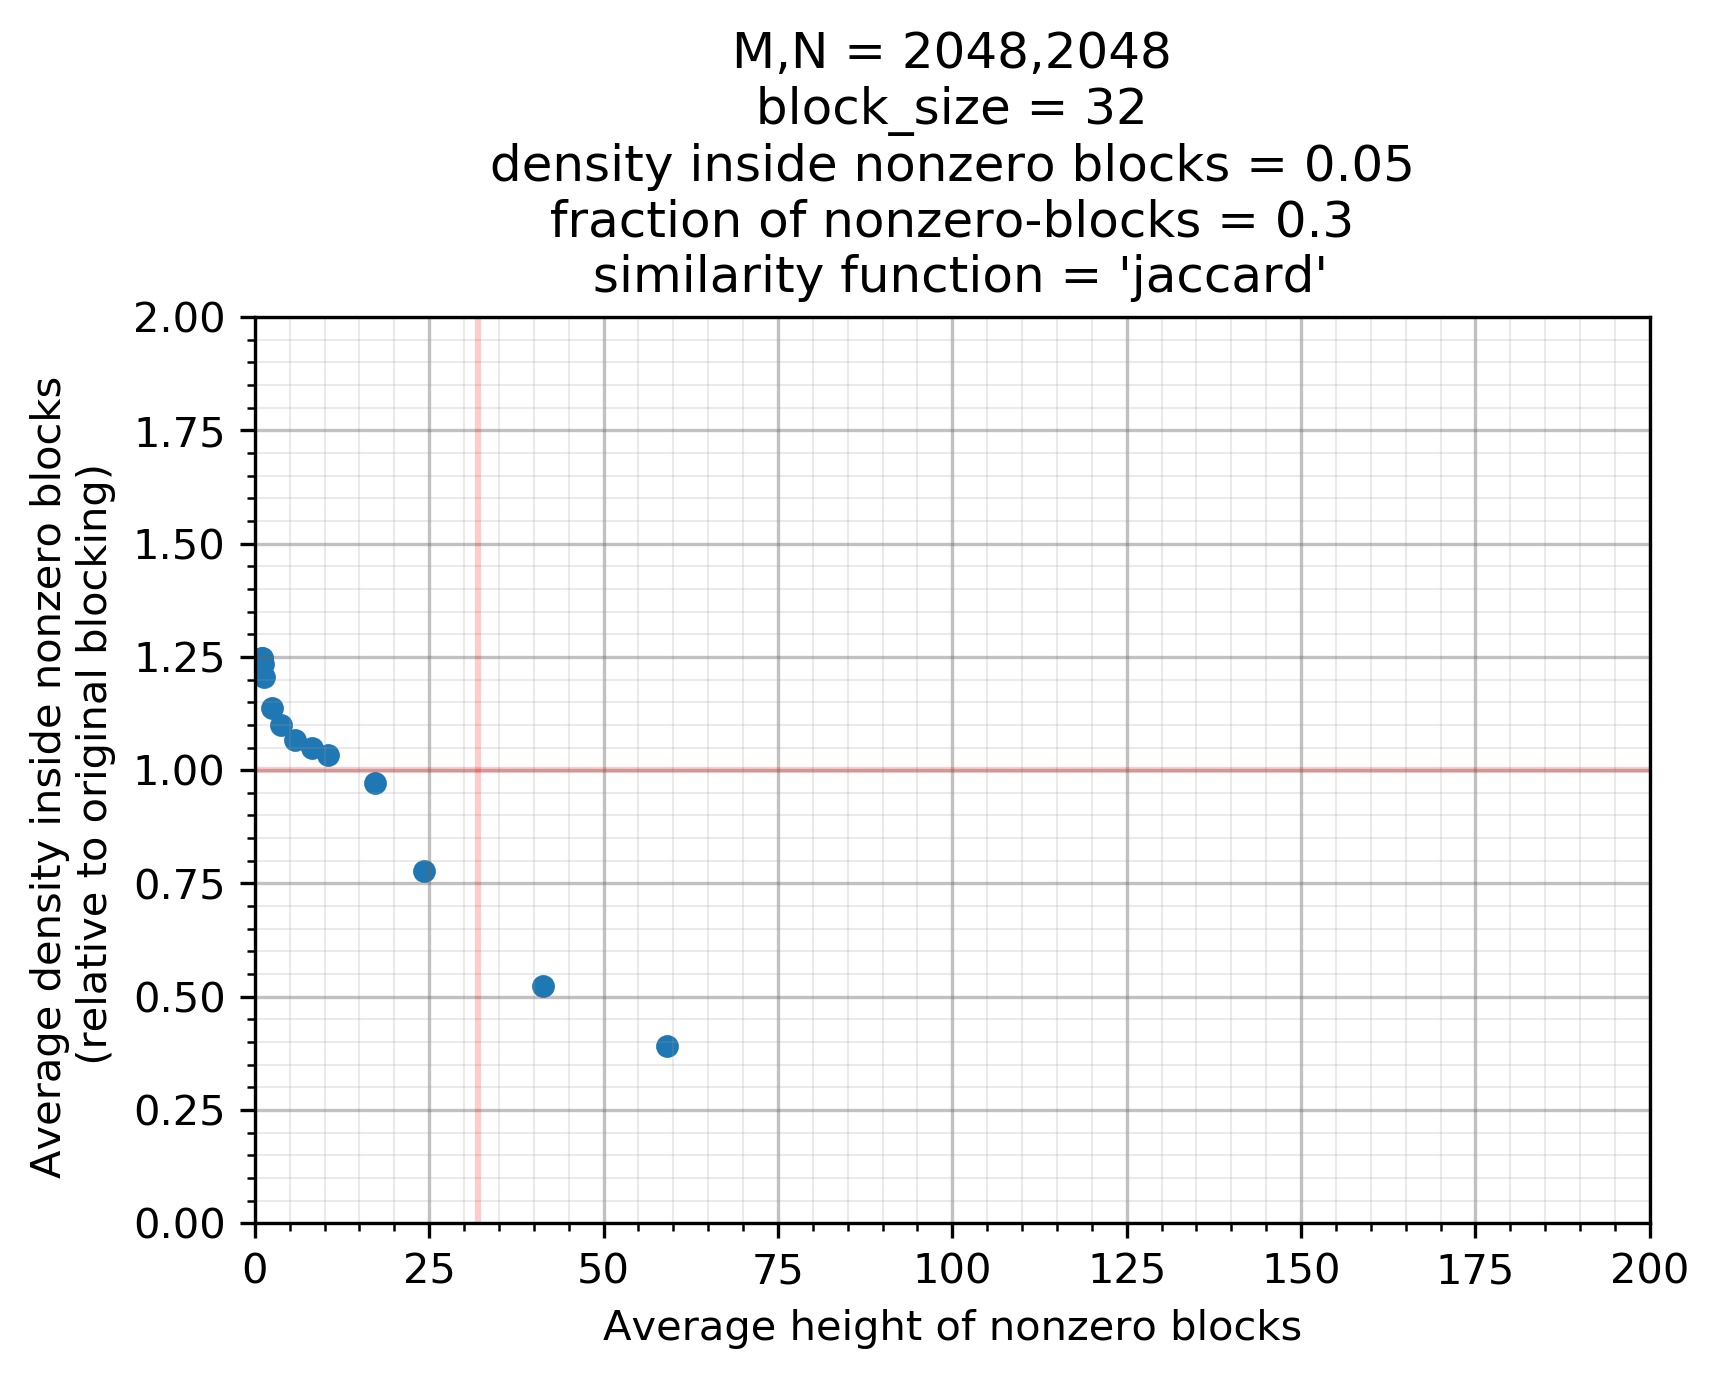 M,N = 2048,2048
block_size = 32
density inside nonzero blocks = 0.05
fraction of nonzero-blocks = 0.3
similarity function = 'jaccard'
2.00
1.75
1.50
1.25
1.00
0.75
0.50
0.25
0.00
Average density inside nonzero blocks
(relative to original blocking)
0 25 50 75 100 125 150 175 200
Average height of nonzero blocks